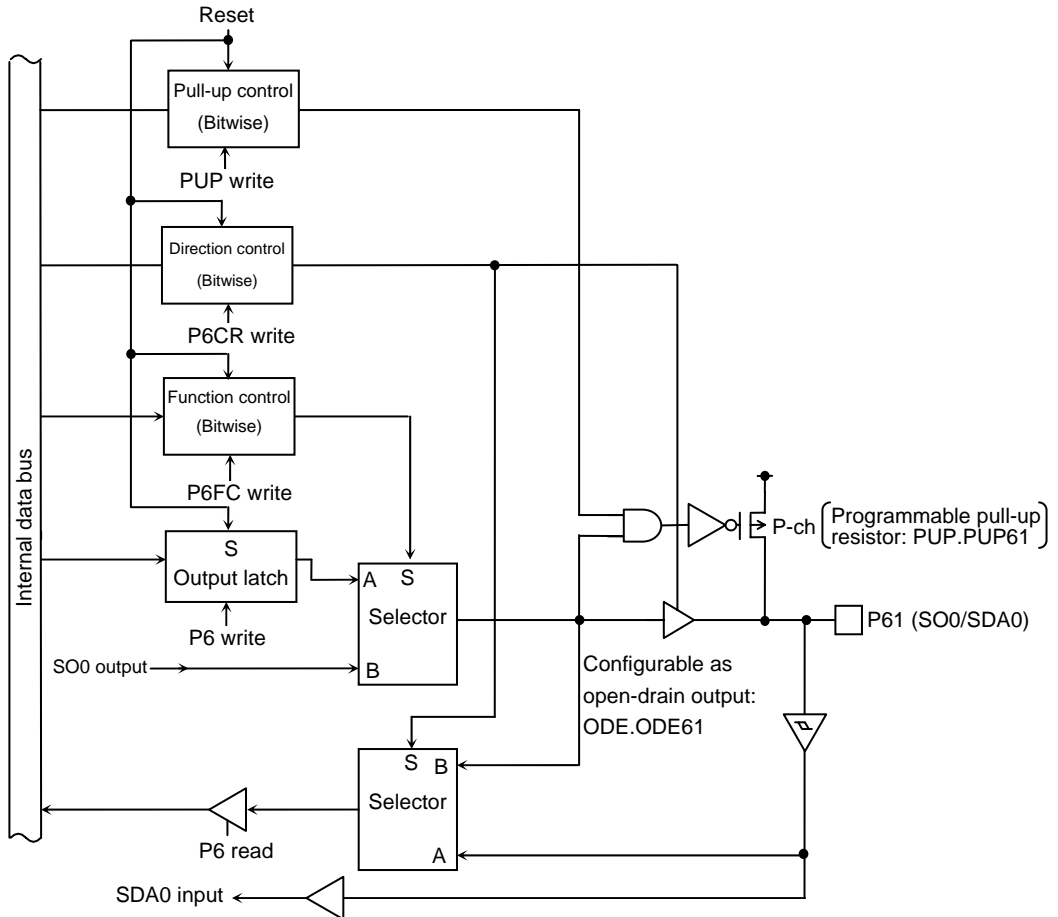 Reset
Pull-up control
(Bitwise)
PUP write
Direction control
(Bitwise)
P6CR write
Function control
(Bitwise)
P6FC write
Internal data bus
S
Output latch
P6 write
SO0 output
A
S
Selector
B
P-ch
Programmable pull-up
resistor: PUP.PUP61
P61 (SO0/SDA0)
Configurable as
open-drain output:
ODE.ODE61
S
B
Selector
A
P6 read
SDA0 input